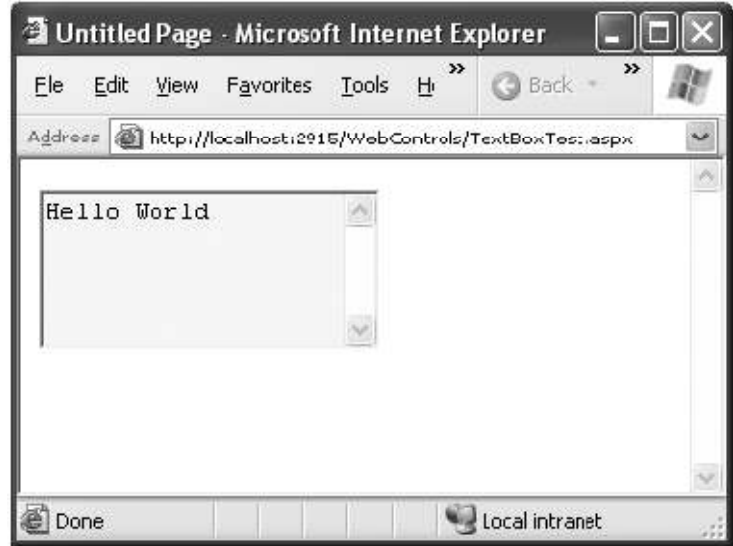 Untitled Page - Microsoft Internet Explorer
File Edit View Favorites Tools H » Back »
Address http://localhost:2915/WebControls/TextBoxTest.aspx
Hello World
Done Local intranet